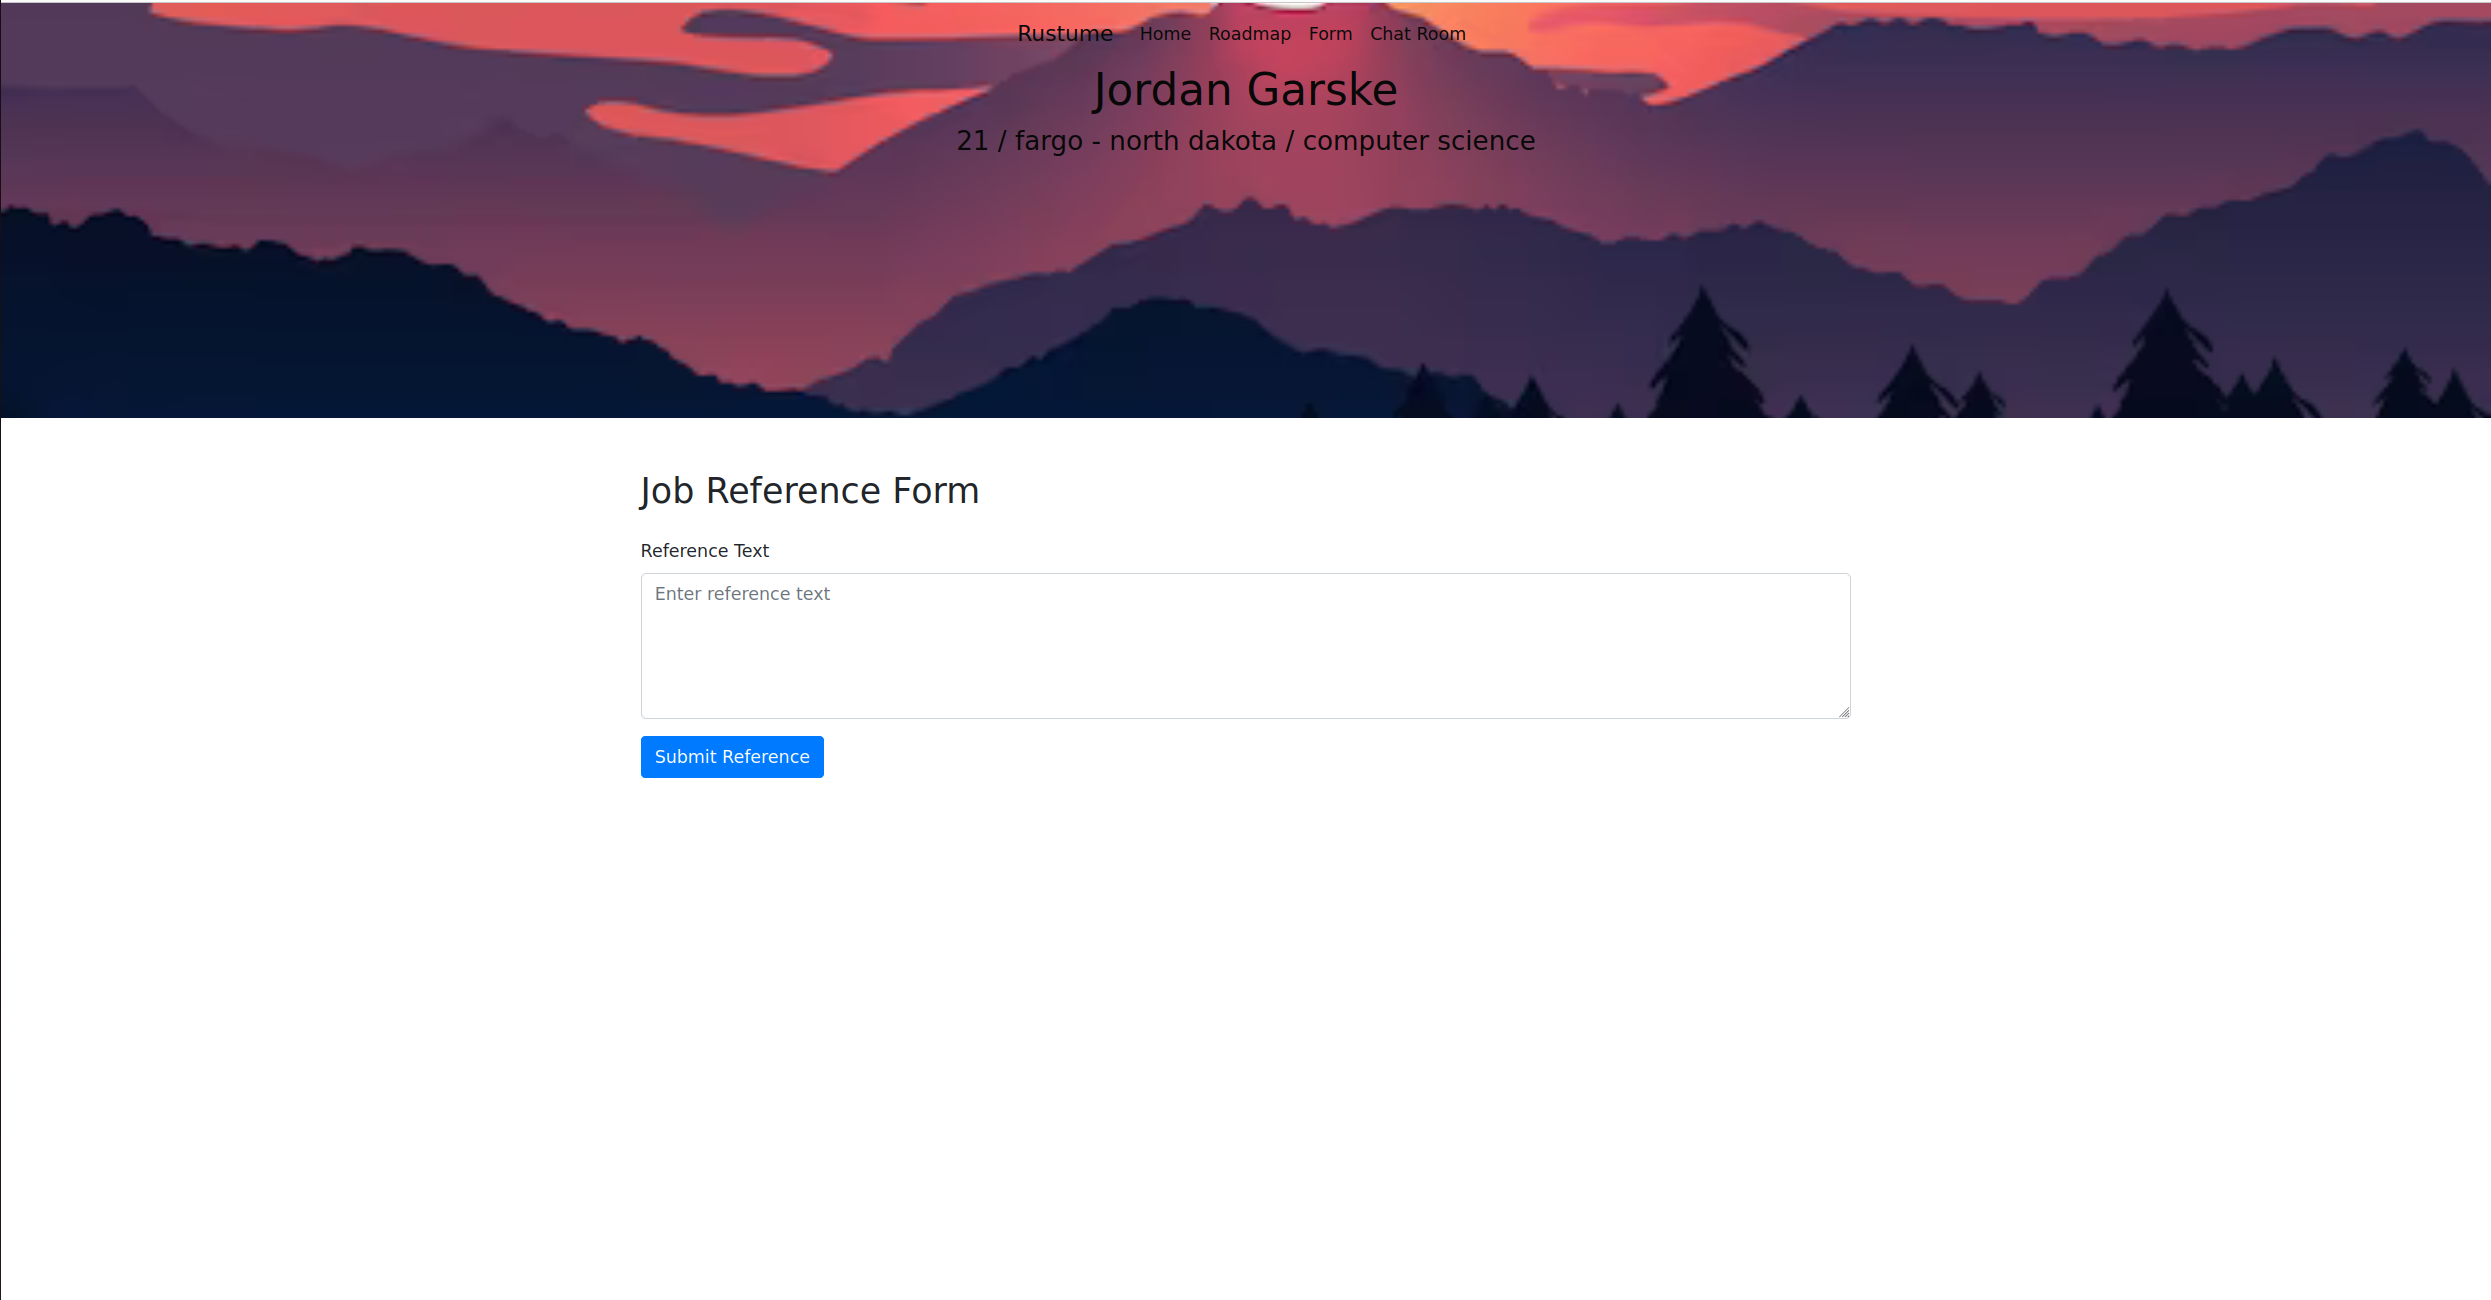 Rustume Home Roadmap Form Chat Room
Jordan Garske
21 / fargo - north dakota / computer science
Job Reference Form
Reference Text
Enter reference text
Submit Reference